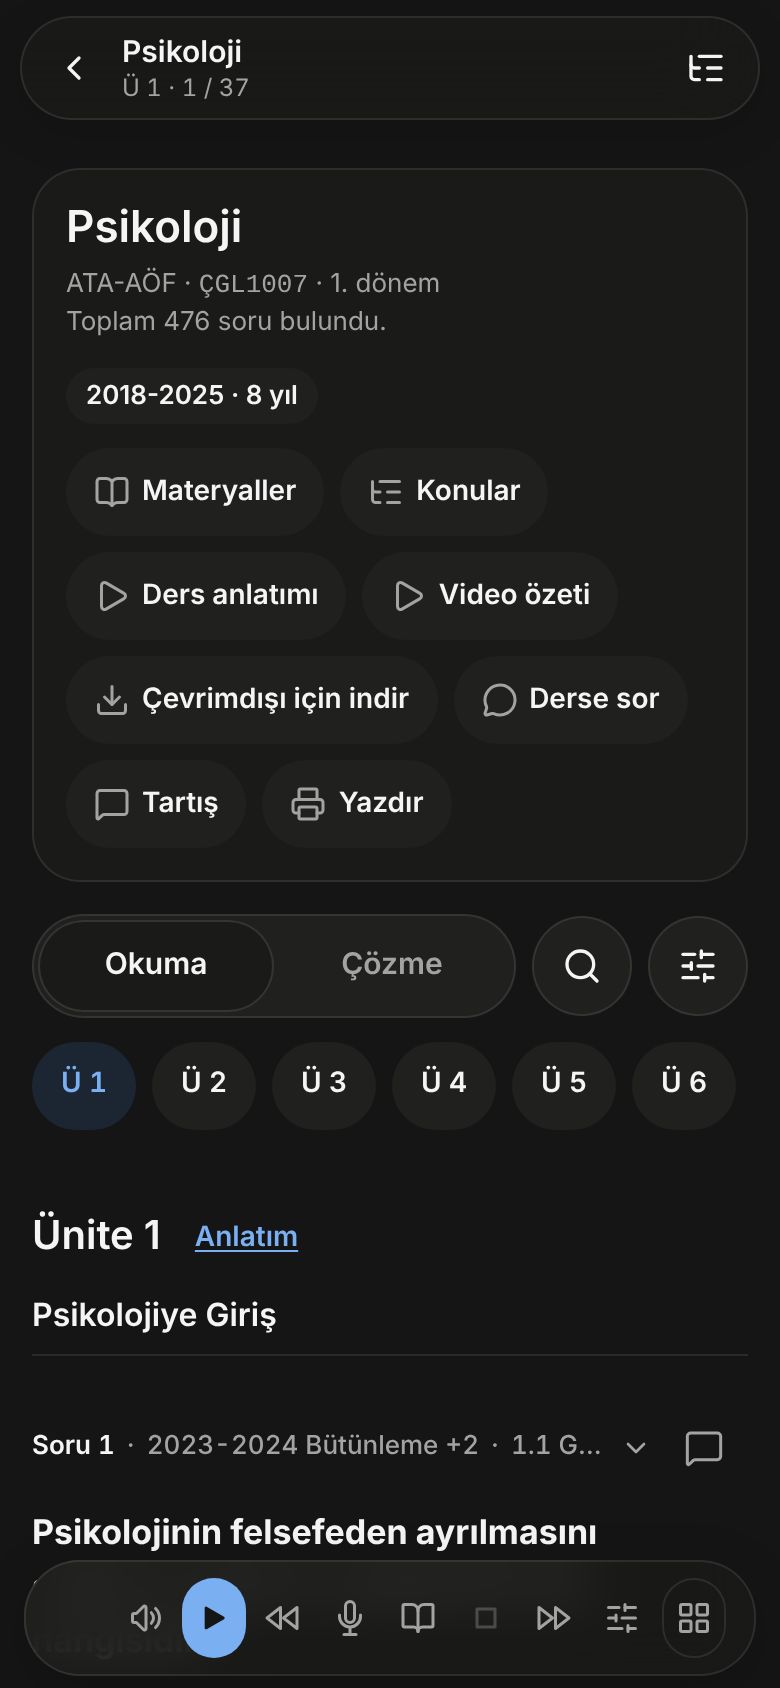 Psikoloji
Ü 1 · 1 / 37
Psikoloji
ATA-AÖF · ÇGL1007 · 1. dönem
Toplam 476 soru bulundu.
2018-2025 · 8 yıl
Materyaller
Konular
Ders anlatımı
Video özeti
Çevrimdışı için indir
Derse sor
Tartış
Yazdır
Okuma
Çözme
Ü 1
Ü 2
Ü 3
Ü 4
Ü 5
Ü 6
Ünite 1 Anlatım
Psikolojiye Giriş
Soru 1 · 2023-2024 Bütünleme +2 · 1.1 G...
Psikolojinin felsefeden ayrılmasını